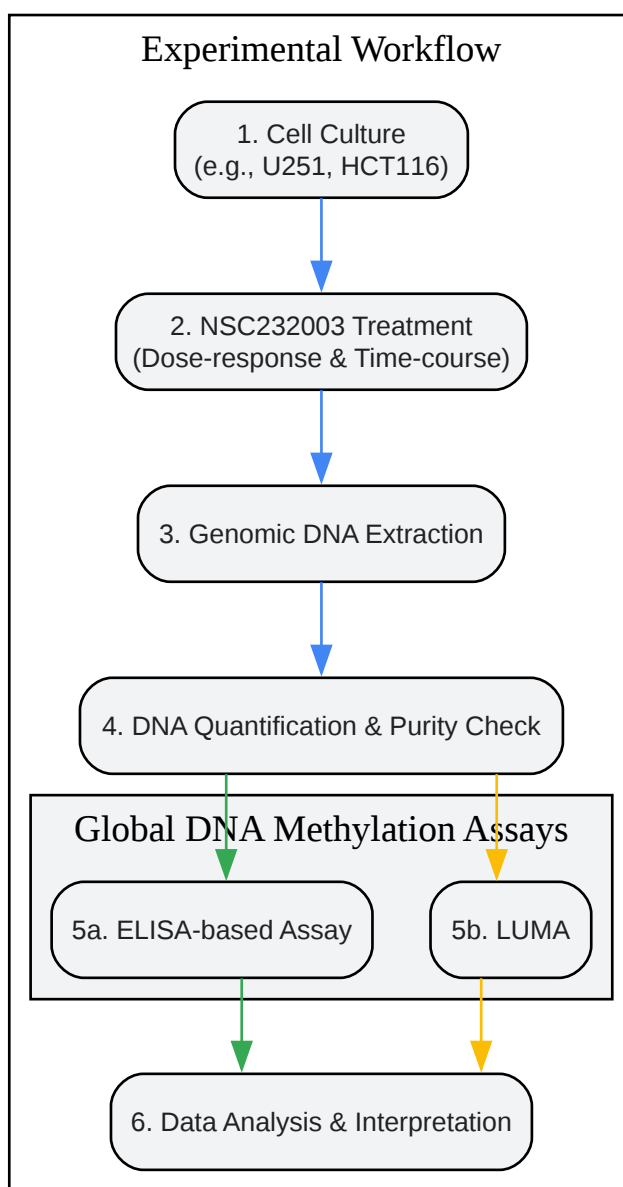 Experimental Workflow
1. Cell Culture
(e.g., U251, HCT116)
2. NSC232003 Treatment
(Dose-response & Time-course)
3. Genomic DNA Extraction
4. DNA Quantification & Purity Check
Global DNA Methylation Assays
5a. ELISA-based Assay
5b. LUMA
6. Data Analysis & Interpretation